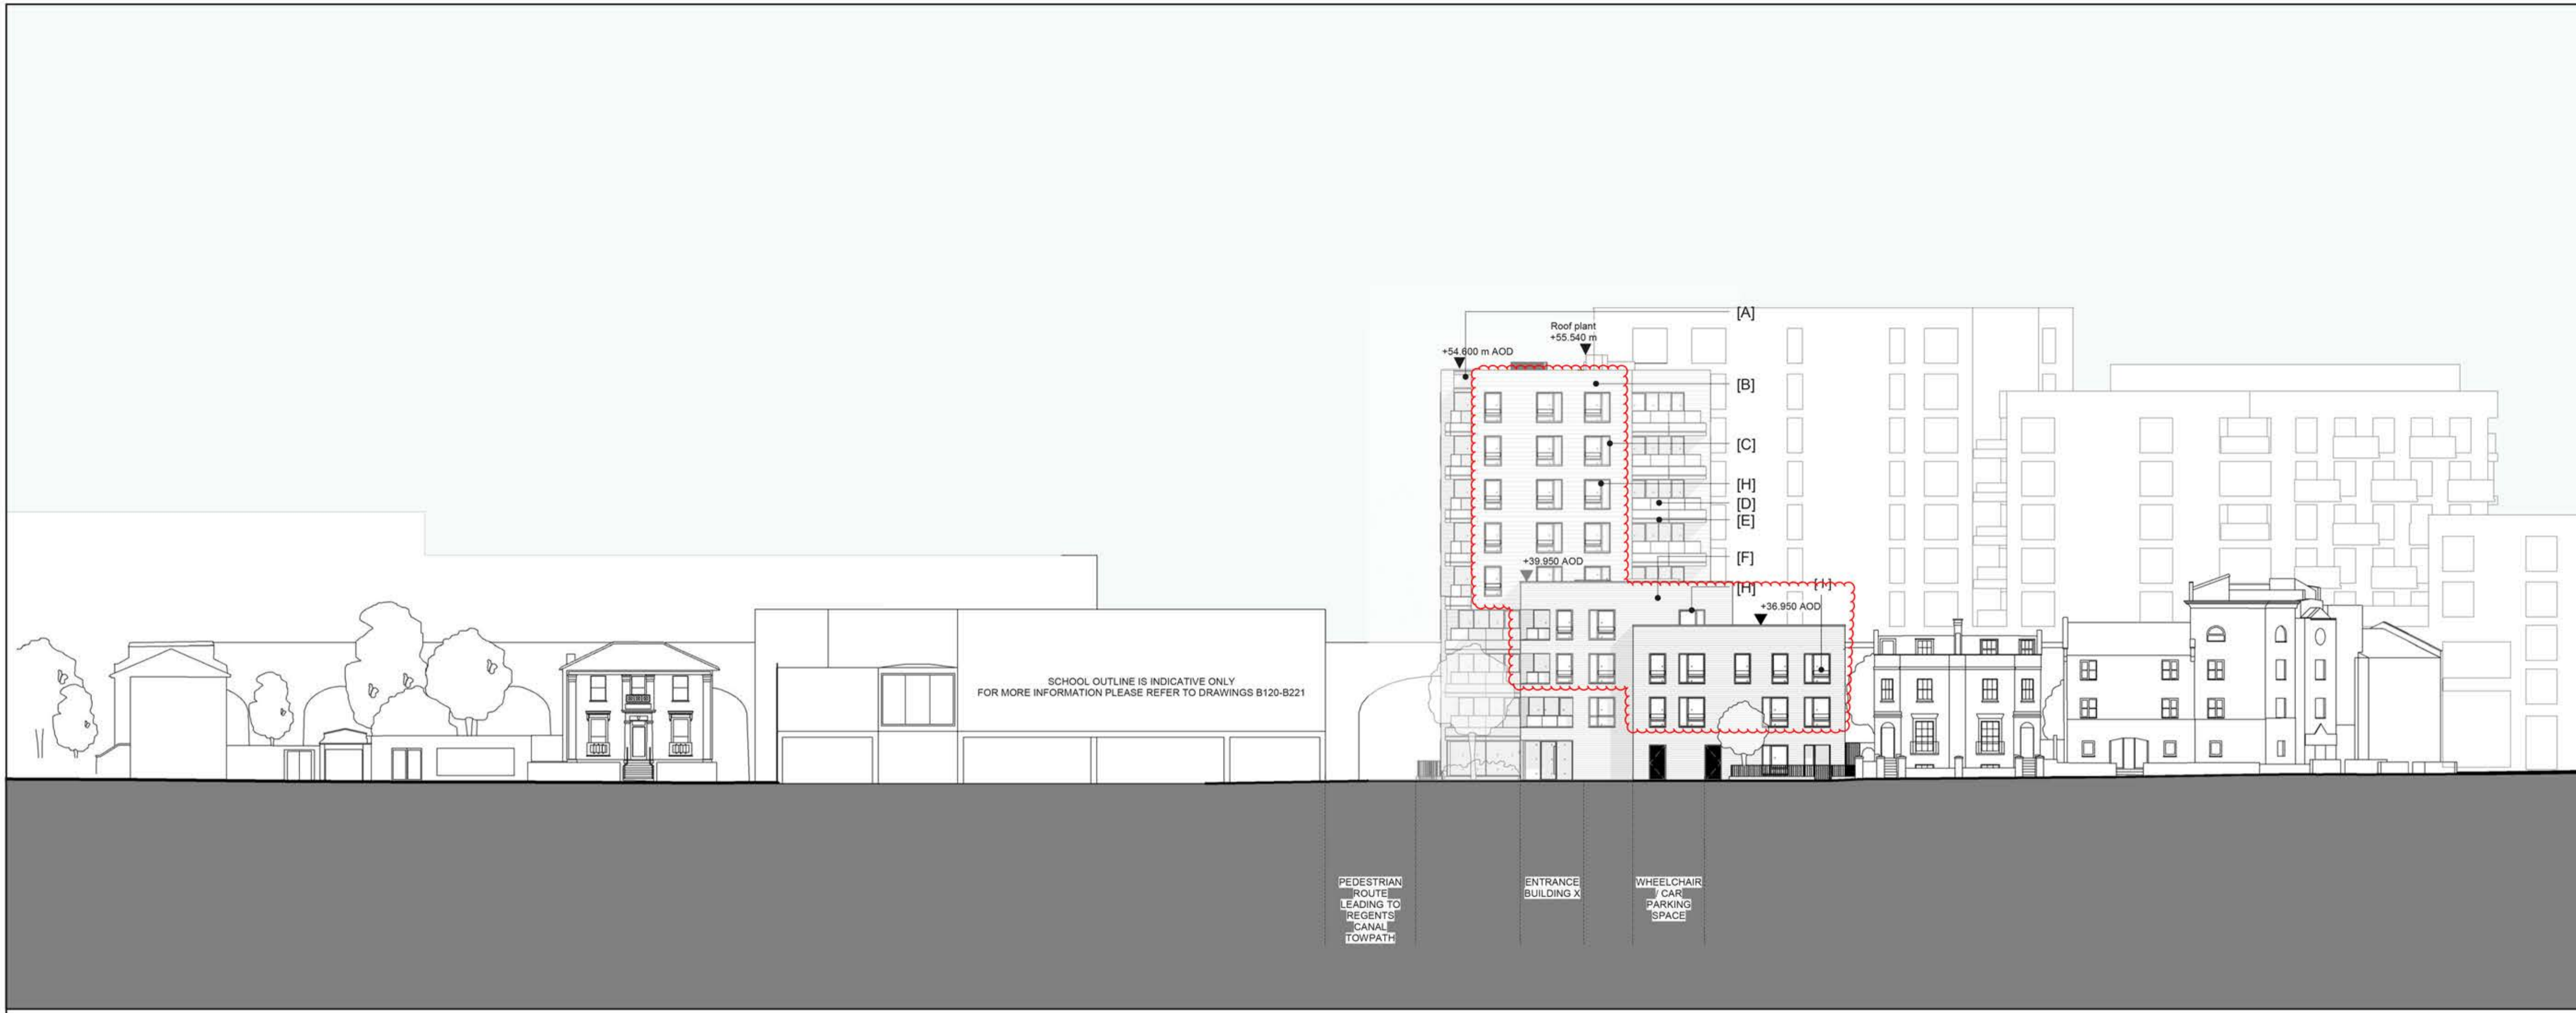 [A]
Roof plant
+55.540 m
+54.600 m AOD
[B]
[C]
[H]
[D]
[E]
[F]
+39.950 AOD
[H]
+36.950 AOD
SCHOOL OUTLINE IS INDICATIVE ONLY
FOR MORE INFORMATION PLEASE REFER TO DRAWINGS B120-B221
PEDESTRIAN
ROUTE
LEADING TO
REGENTS
CANAL
TOWPATH
ENTRANCE
BUILDING X
WHEELCHAIR
/ CAR
PARKING
SPACE